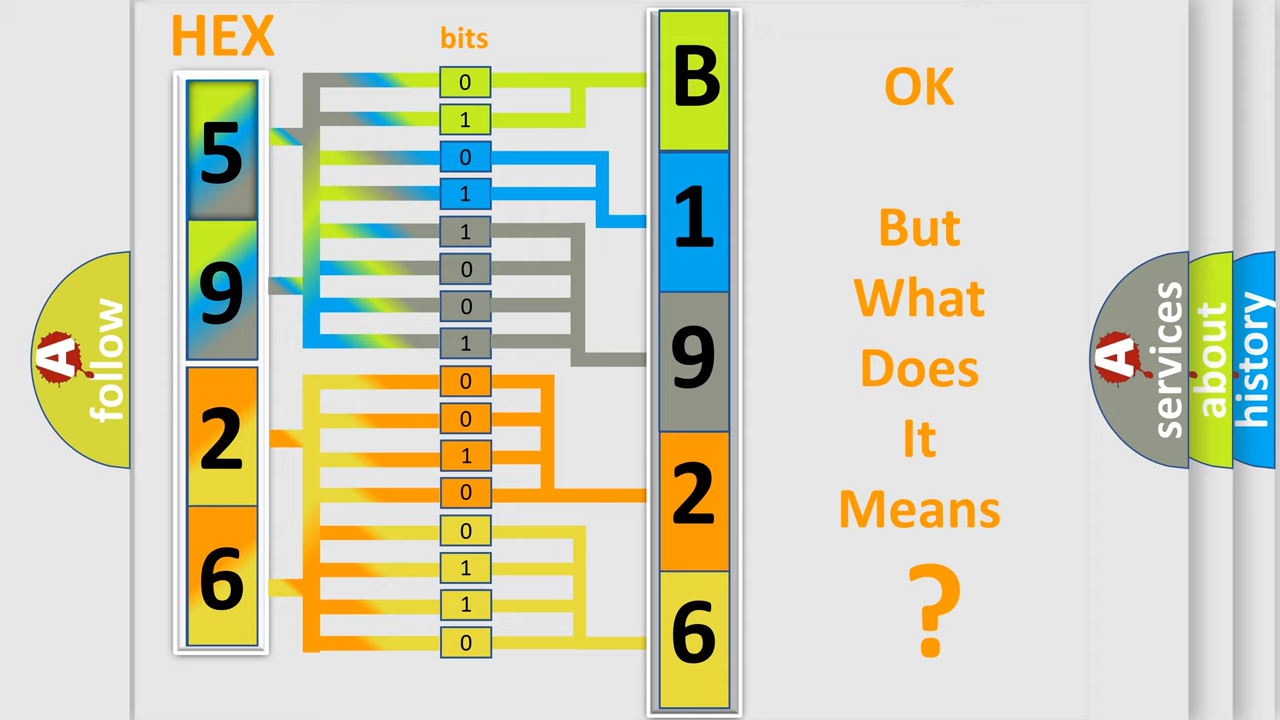 HEX
bits
5
9
2
6
0
1
0
1
1
0
0
1
0
0
1
0
0
1
1
0
B
1
9
2
6
OK
But
What
Does
It
Means
?
A
follow
A
services
about
history